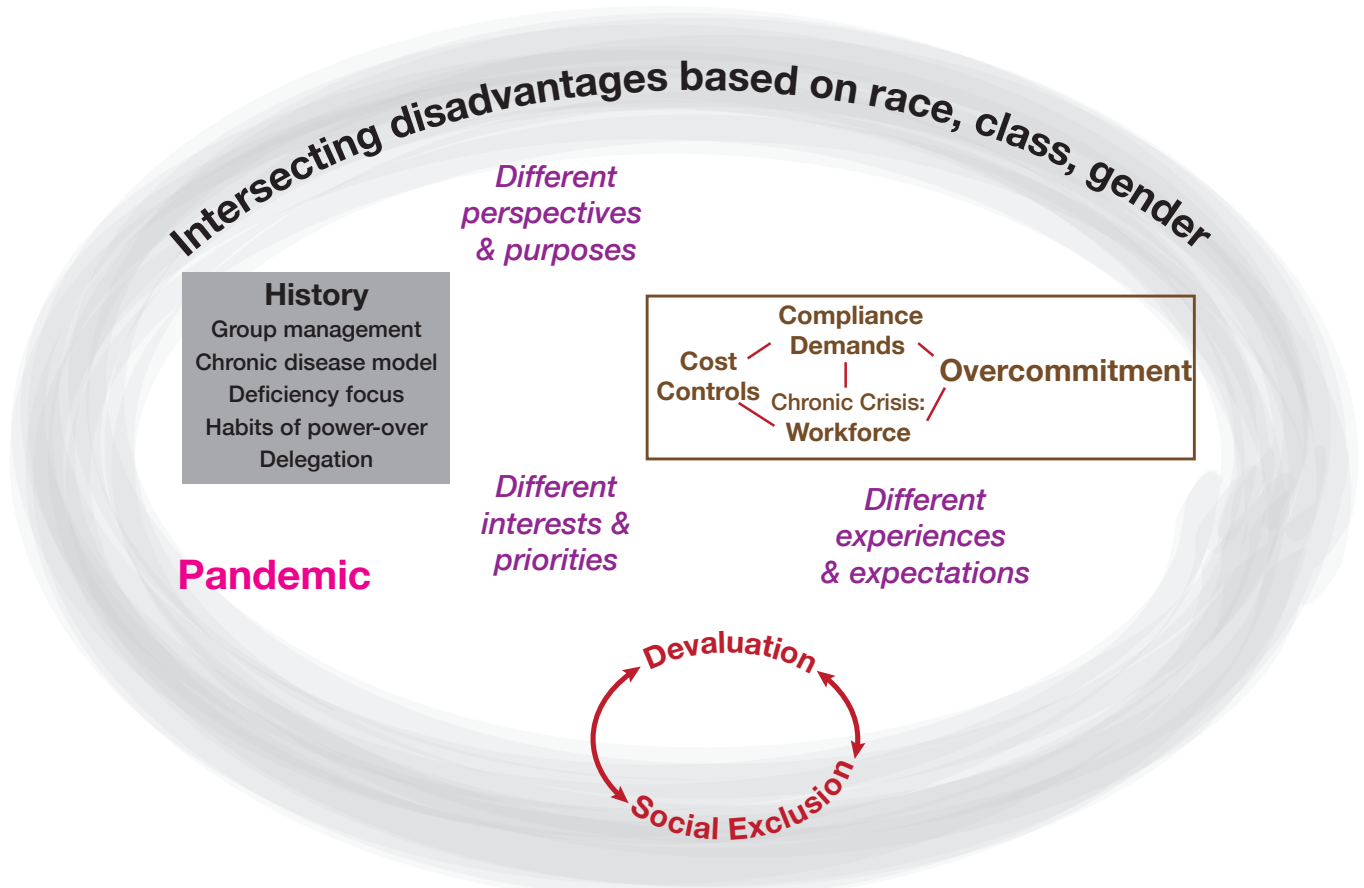 Intersecting disadvantages based on race, class, gender
Different
perspectives
& purposes
History
Group management
Chronic disease model
Deficiency focus
Habits of power-over
Delegation
Cost
Controls
Compliance
Demands
Chronic Crisis:
Workforce
Overcommitment
Different
interests &
priorities
Different
experiences
& expectations
Pandemic
Devaluation
Social Exclusion